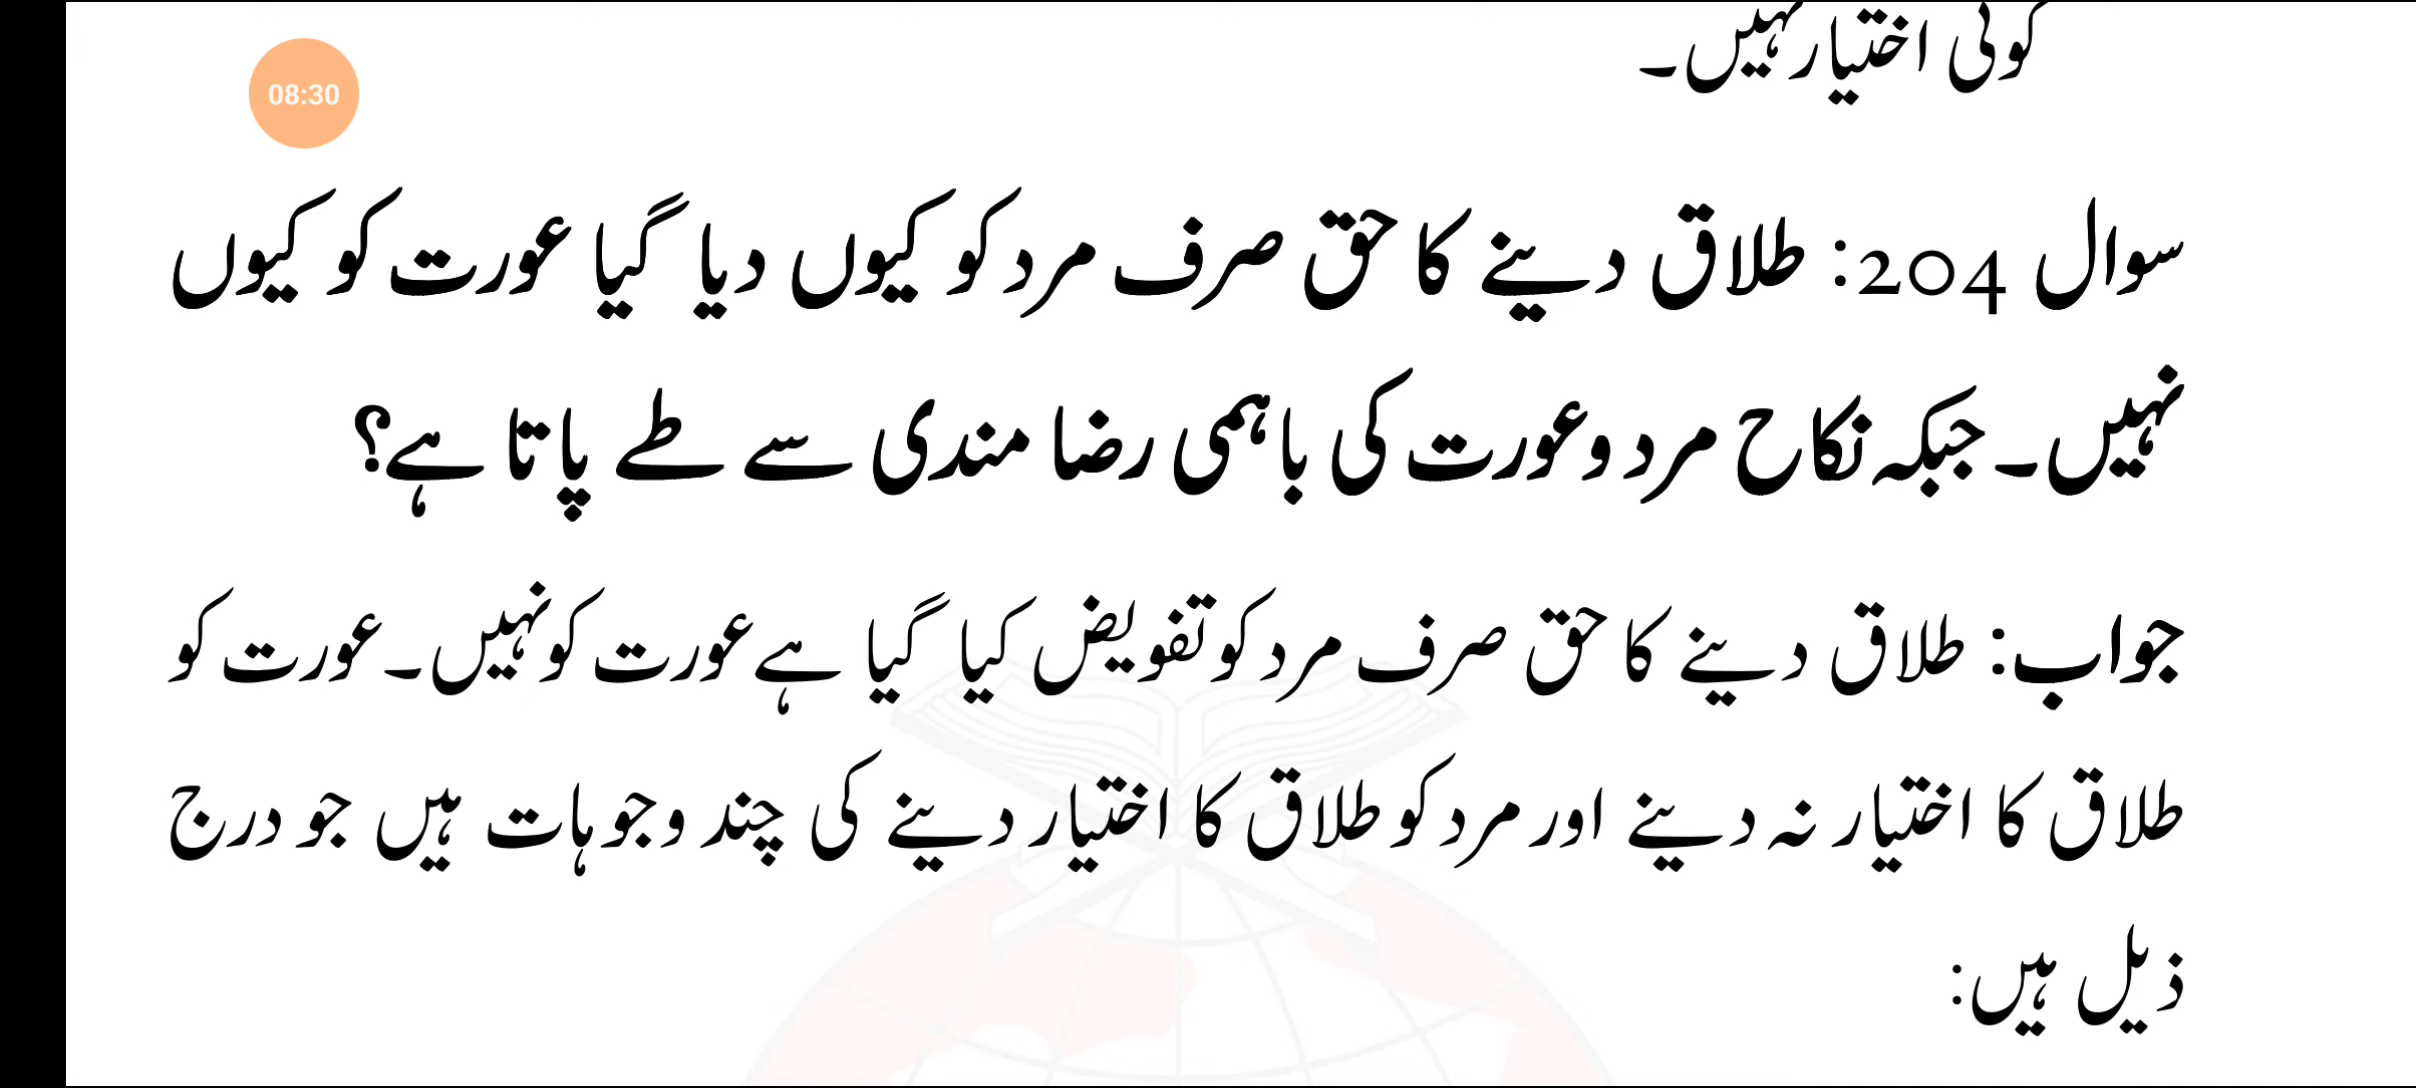 کوئی اختیار نہیں۔
08:30
سوال 204: طلاق دینے کا حق صرف مرد کو کیوں دیا گیا عورت کو کیوں
نہیں۔ جبکہ نکاح مرد وعورت کی باہمی رضا مندی سے طے پاتا ہے؟
جواب: طلاق دینے کا حق صرف مرد کو تفویض کیا گیا ہے عورت کو نہیں۔ عورت کو
طلاق کا اختیار نہ دینے اور مرد کو طلاق کا اختیار دینے کی چند وجوہات ہیں جو درج
ذیل ہیں: